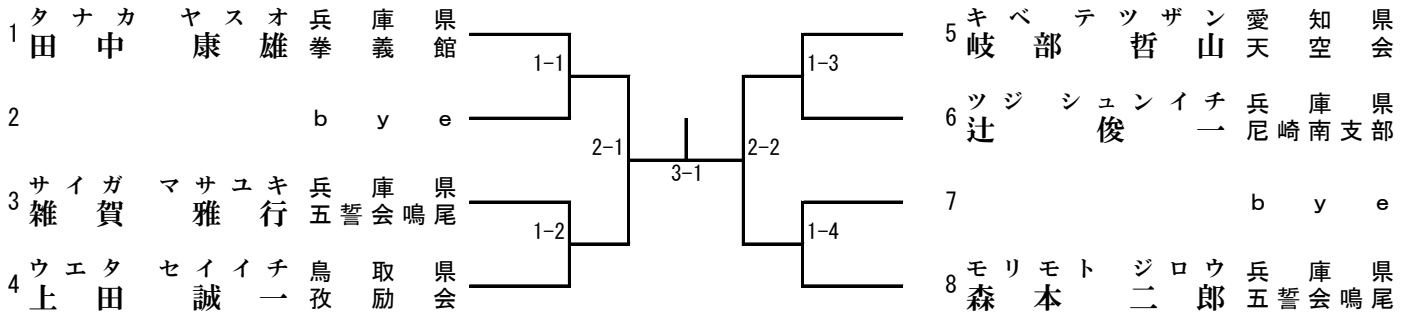 タナカ ヤスオ 兵庫県
1 田中 康雄 拳義館
2 bye
サイガ マサユキ 兵庫県
3 雑賀 雅行 五誓会鳴尾
ウエタ セイイチ 鳥取県
4 上田 誠一 孜励会
1-1
1-2
2-1
3-1
2-2
1-3
1-4
キベ テツザン 愛知県
5 岐部 哲山 天空会
ツジ シュンイチ 兵庫県
6 辻 俊一 尼崎南支部
7 bye
モリモト ジロウ 兵庫県
8 森本 二郎 五誓会鳴尾